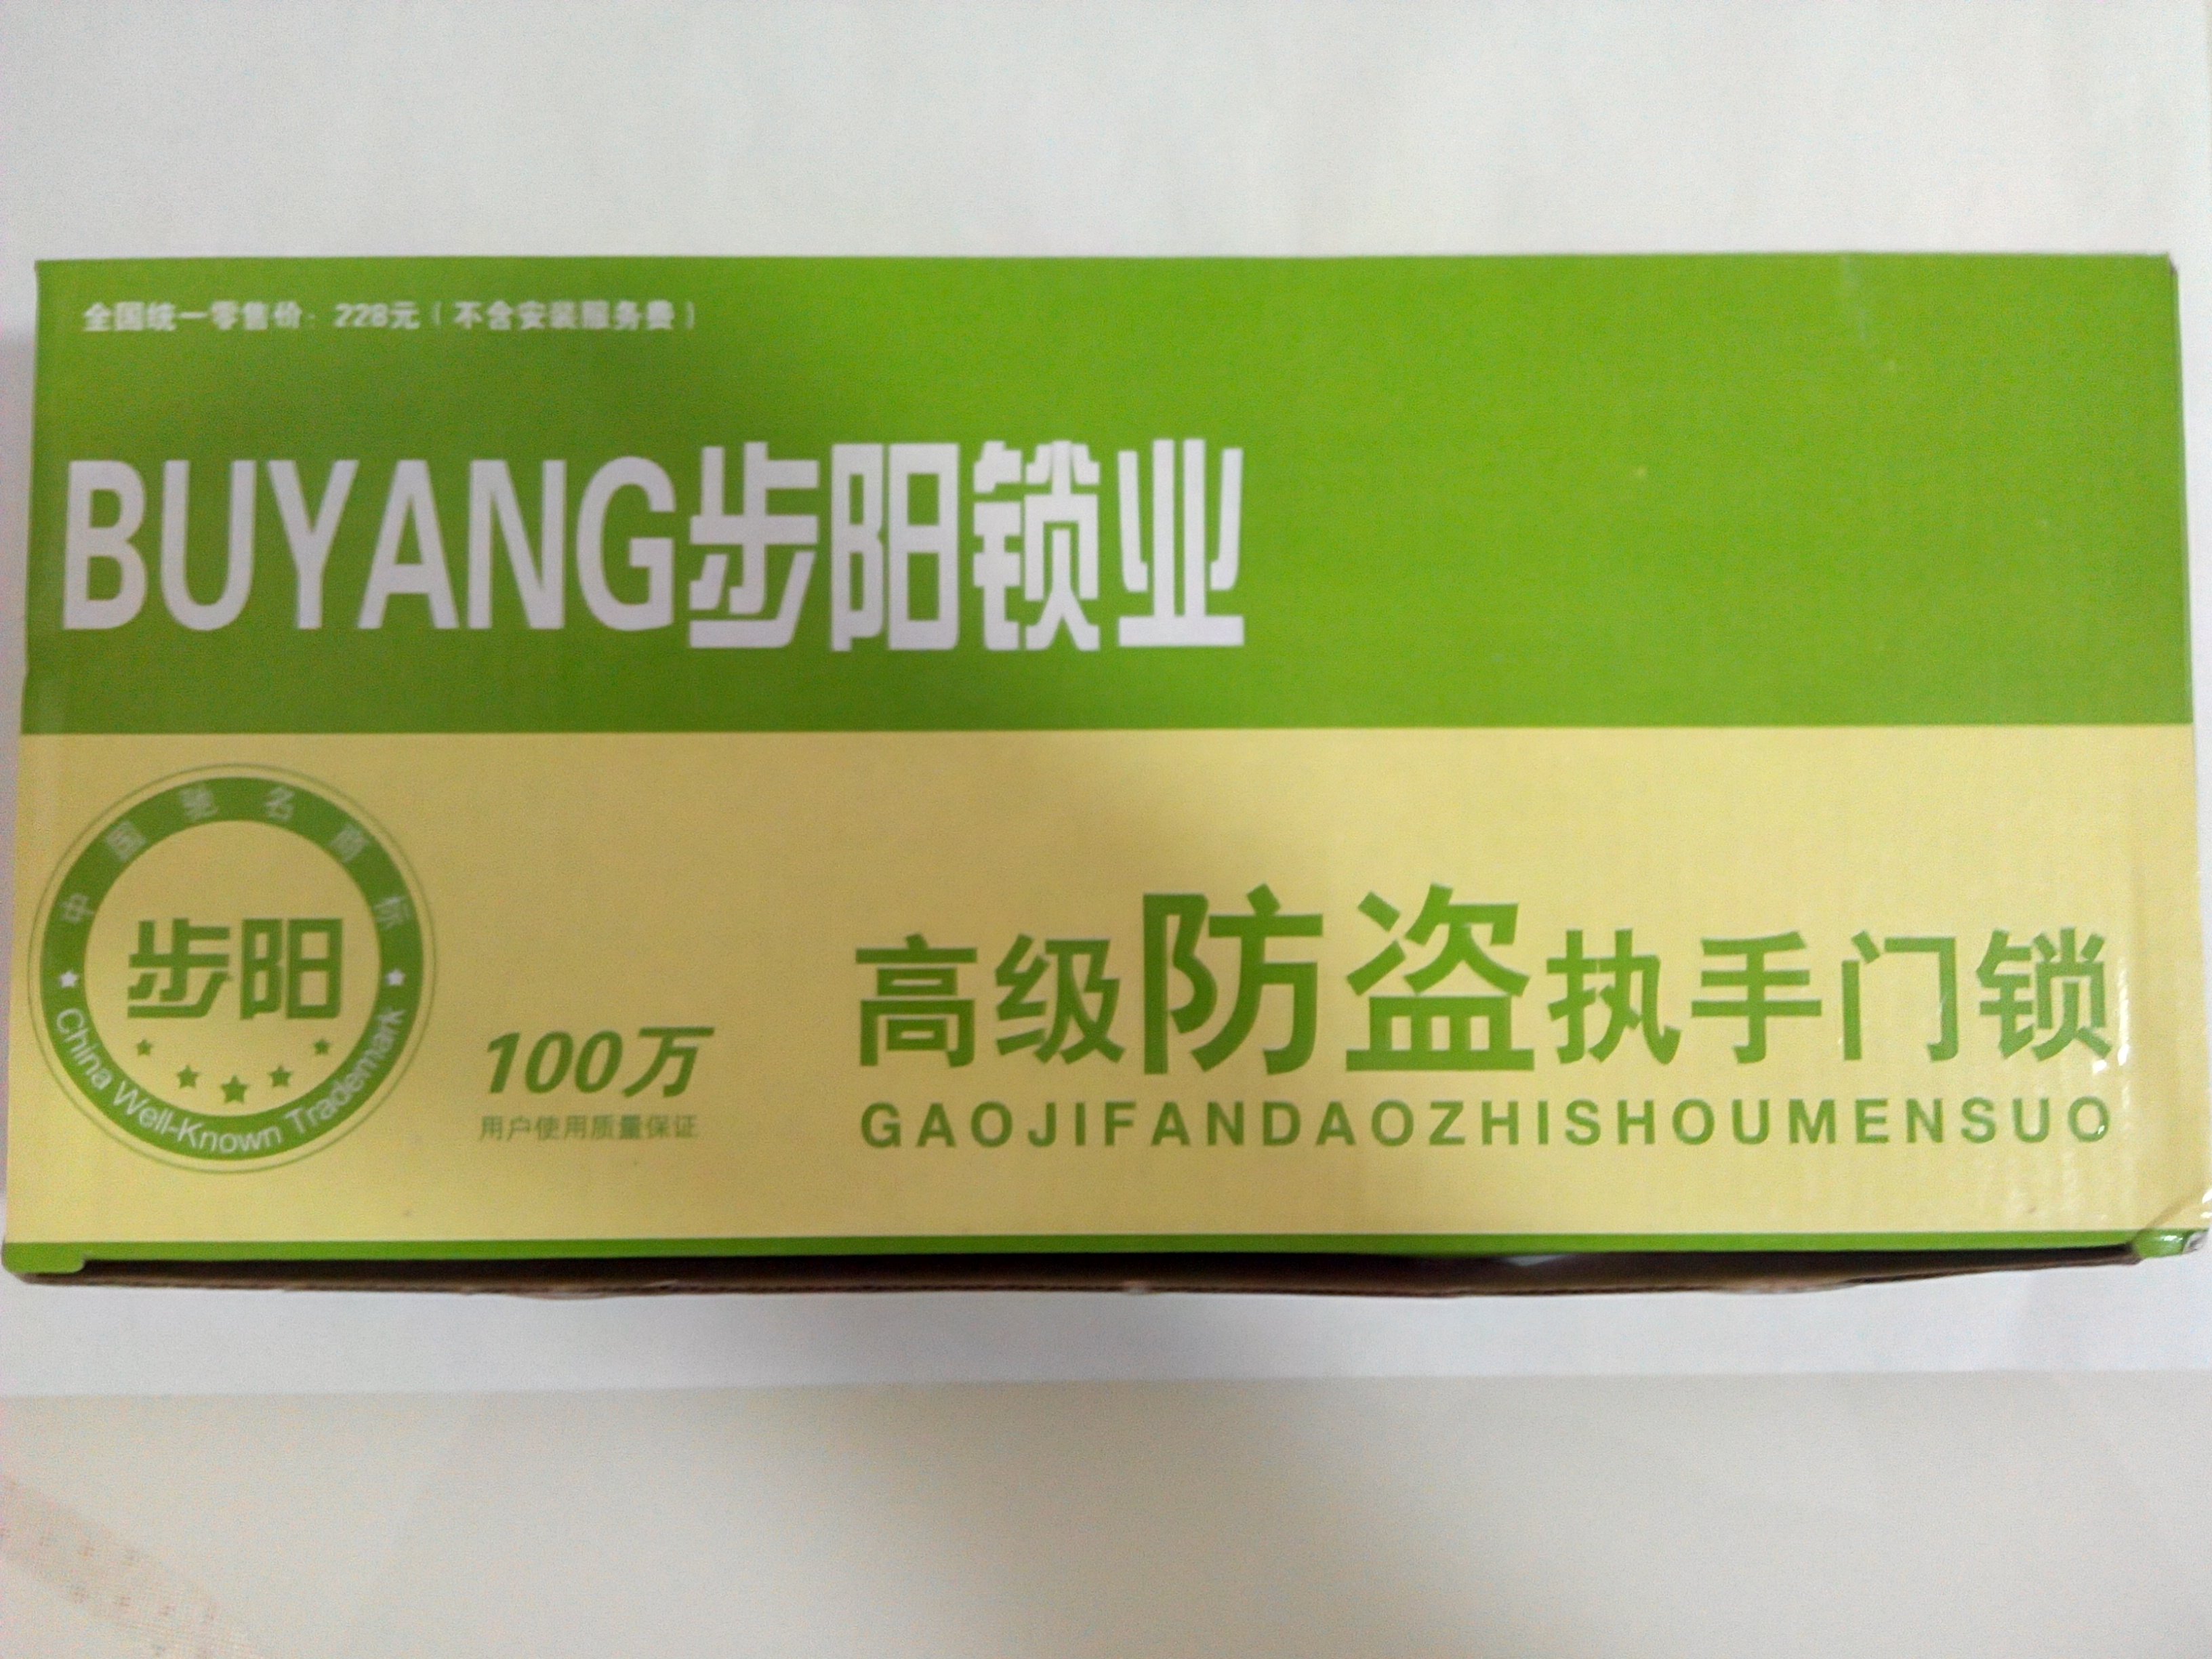 全国统一零售价：228元（不含安装服务费）
BUYANG步阳锁业
中国驰名商标
步阳
China Well-Known Trademark
100万
用户使用质量保证
高级防盗执手门锁
GAOJIFANDAOZHISHOUMENSUO